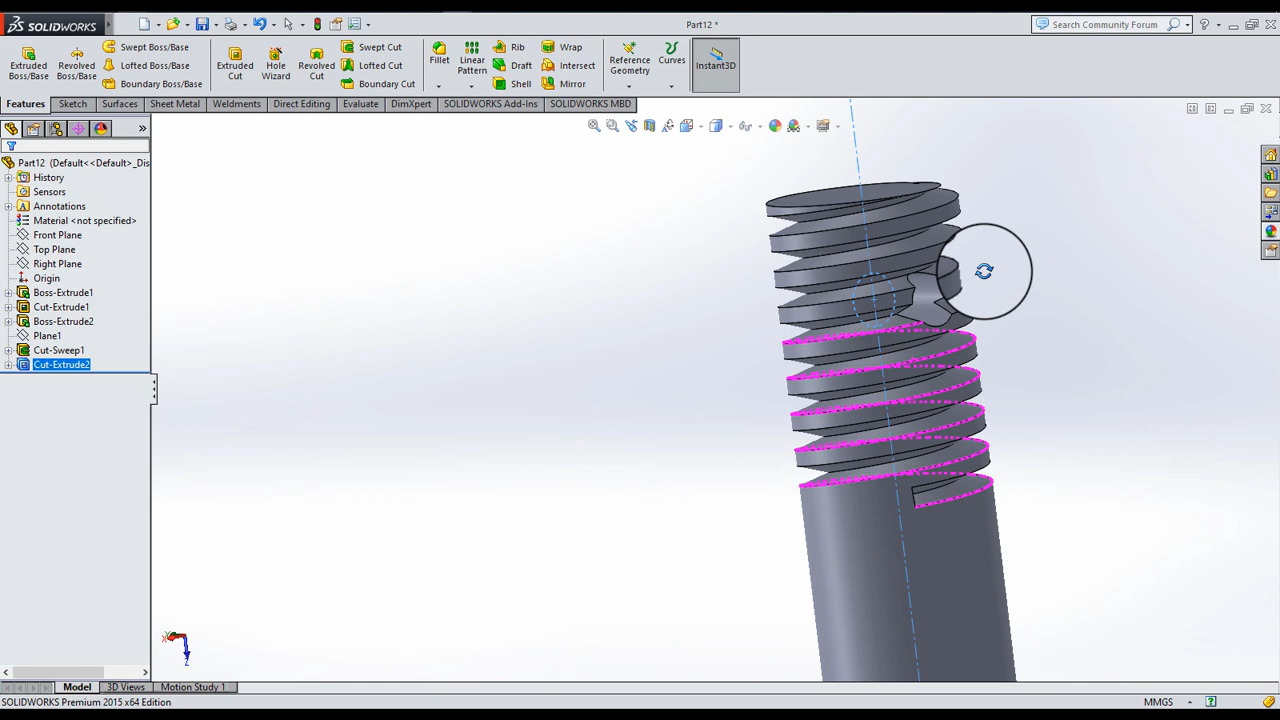 SOLIDWORKS
Part12 *
Search Community Forum
Extruded Boss/Base
Revolved Boss/Base
Swept Boss/Base
Lofted Boss/Base
Boundary Boss/Base
Extruded Cut
Hole Wizard
Revolved Cut
Swept Cut
Lofted Cut
Boundary Cut
Fillet
Linear Pattern
Rib
Draft
Shell
Wrap
Intersect
Mirror
Reference Geometry
Curves
Instant3D
Features Sketch Surfaces Sheet Metal Weldments Direct Editing Evaluate DimXpert SOLIDWORKS Add-Ins SOLIDWORKS MBD
Part12 (Default<<Default>_Dis
History
Sensors
Annotations
Material <not specified>
Front Plane
Top Plane
Right Plane
Origin
Boss-Extrude1
Cut-Extrude1
Boss-Extrude2
Plane1
Cut-Sweep1
Cut-Extrude2
X
Y
Z
Model 3D Views Motion Study 1
SOLIDWORKS Premium 2015 x64 Edition MMGS